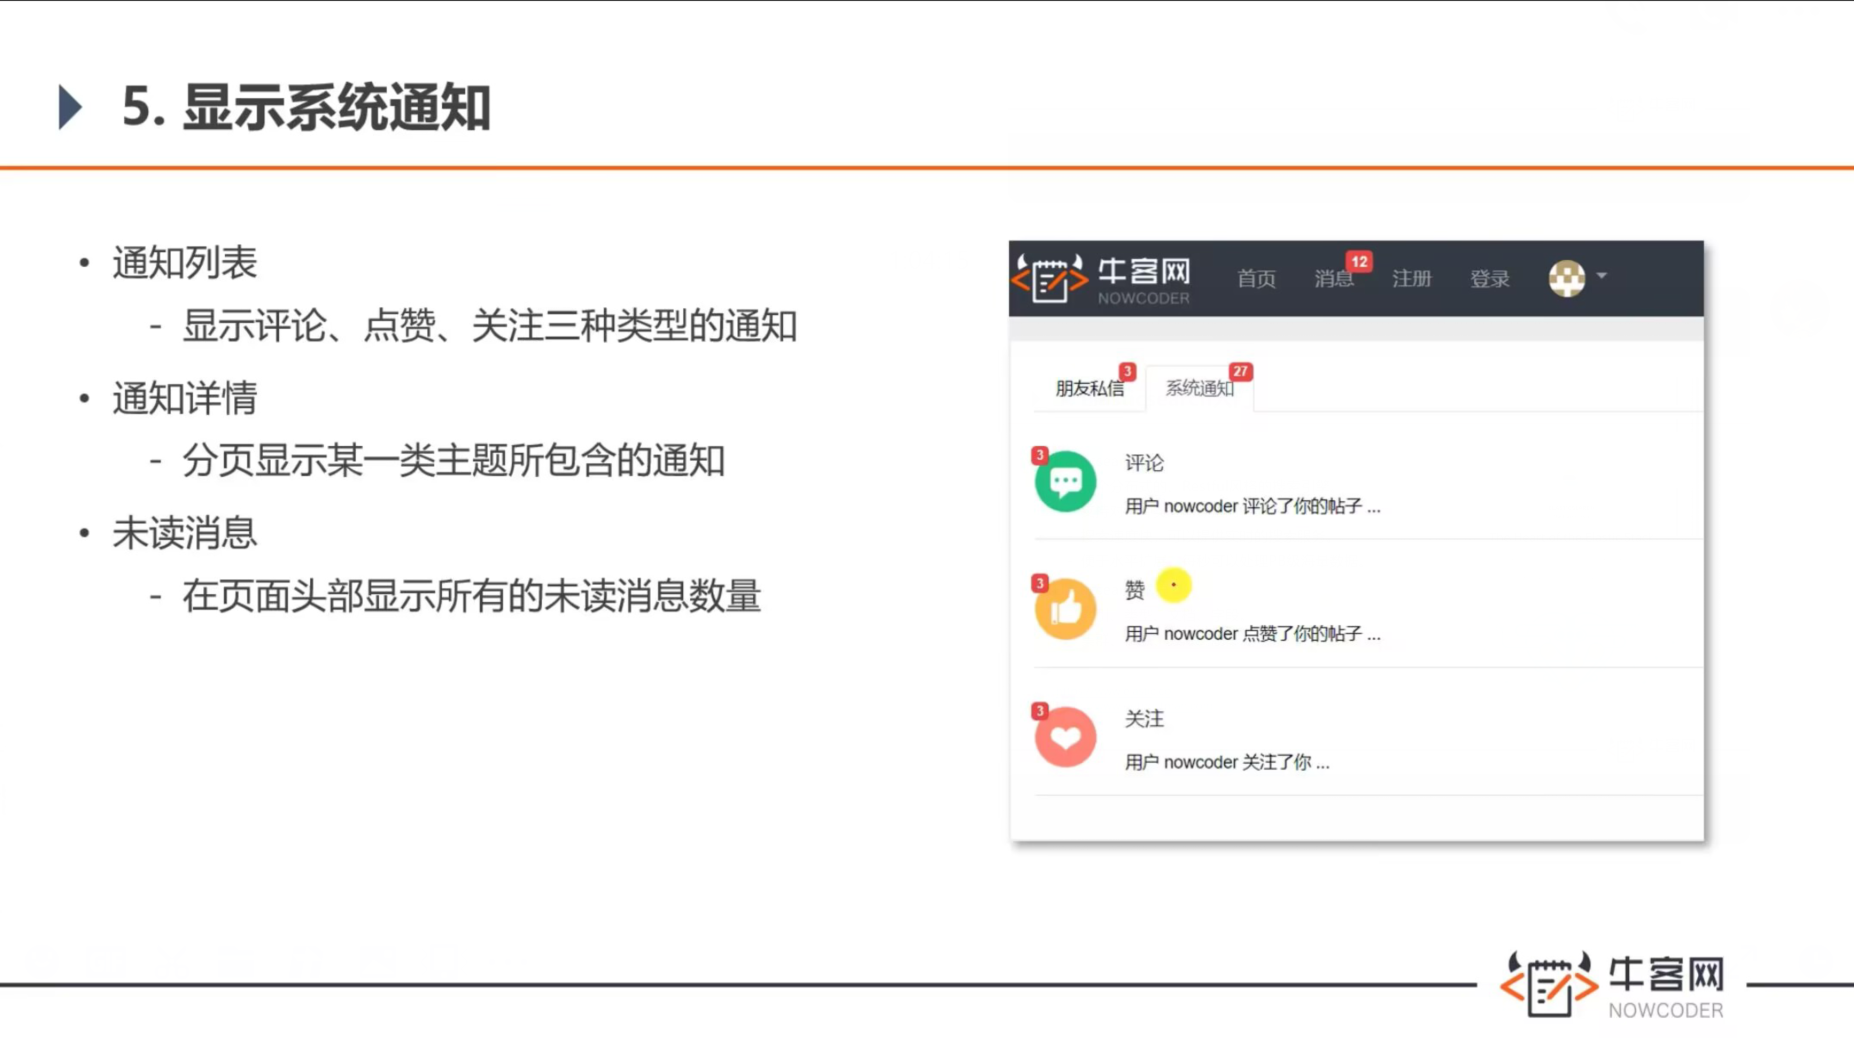 5. 显示系统通知
• 通知列表
- 显示评论、点赞、关注三种类型的通知
• 通知详情
- 分页显示某一类主题所包含的通知
• 未读消息
- 在页面头部显示所有的未读消息数量
牛客网
NOWCODER
首页 消息 12 注册 登录
朋友私信 3 系统通知 27
3
评论
用户 nowcoder 评论了你的帖子 ...
3
赞
用户 nowcoder 点赞了你的帖子 ...
3
关注
用户 nowcoder 关注了你 ...
牛客网
NOWCODER